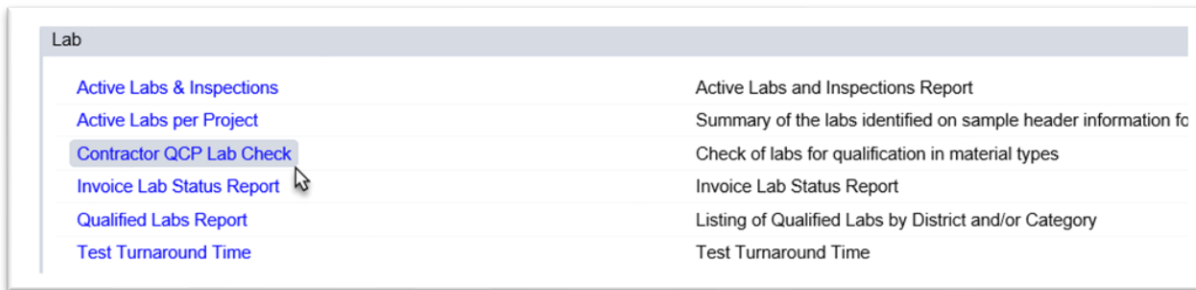 Lab
Active Labs & Inspections Active Labs and Inspections Report
Active Labs per Project Summary of the labs identified on sample header information fo
Contractor QCP Lab Check Check of labs for qualification in material types
Invoice Lab Status Report Invoice Lab Status Report
Qualified Labs Report Listing of Qualified Labs by District and/or Category
Test Turnaround Time Test Turnaround Time